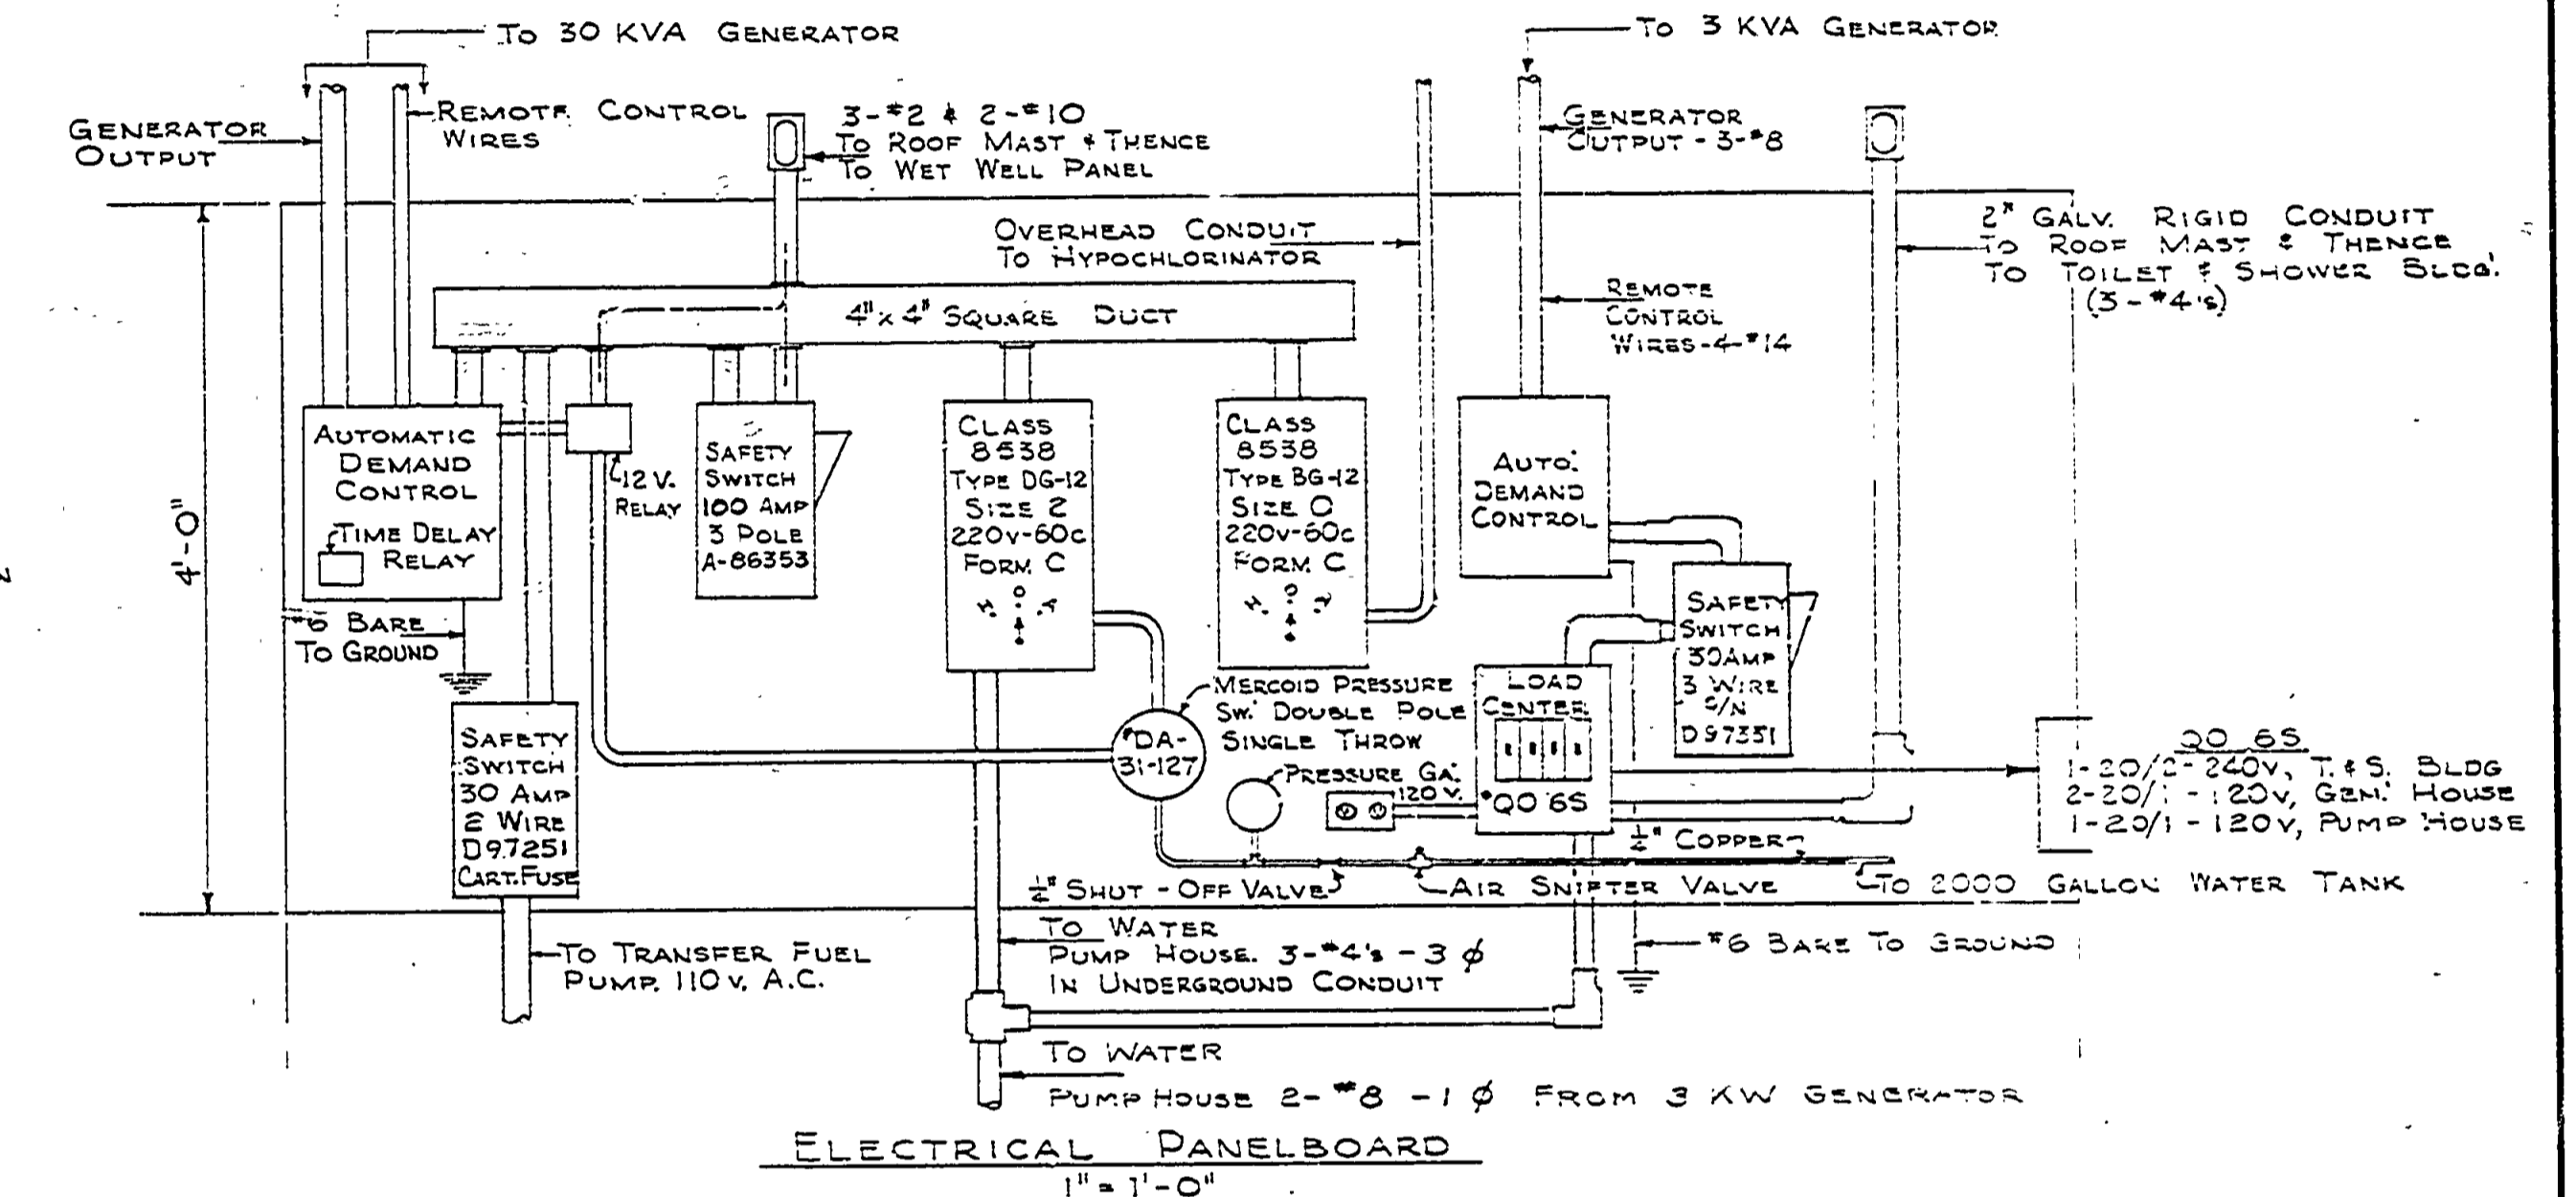 TO 30 KVA GENERATOR
TO 3 KVA GENERATOR
GENERATOR
OUTPUT
REMOTE CONTROL
WIRES
3-#2 & 2-#10
TO ROOF MAST & THENCE
TO WET WELL PANEL
GENERATOR
OUTPUT - 3-#8
OVERHEAD CONDUIT
TO HYPOCHLORINATOR
2" GALV. RIGID CONDUIT
TO ROOF MAST & THENCE
TO TOILET & SHOWER BLDG.
(3-#4's)
4"x 4" SQUARE DUCT
REMOTE
CONTROL
WIRES-4-#14
4'-0"
AUTOMATIC
DEMAND
CONTROL
TIME DELAY
RELAY
12 V.
RELAY
SAFETY
SWITCH
100 AMP
3 POLE
A-86353
CLASS
8538
TYPE DG-12
SIZE 2
220V-60C
FORM C
H O A
CLASS
8538
TYPE BG-12
SIZE 0
220V-60C
FORM C
H O A
AUTO.
DEMAND
CONTROL
#6 BARE
TO GROUND
SAFETY
SWITCH
30AMP
3 WIRE
S/N
D97351
SAFETY
SWITCH
30 AMP
2 WIRE
D97251
CART. FUSE
MERCOID PRESSURE
SW. DOUBLE POLE
SINGLE THROW
#DA-
31-127
PRESSURE GA.
120 V.
LOAD
CENTER
#QO 6S
QO 6S
1-20/2-240V, T. & S. BLDG
2-20/1-120V, GEN. HOUSE
1-20/1-120V, PUMP HOUSE
1/4" COPPER
1/4" SHUT-OFF VALVE
AIR SNIFTER VALVE
TO 2000 GALLON WATER TANK
TO TRANSFER FUEL
PUMP. 110V. A.C.
TO WATER
PUMP HOUSE. 3-#4's-3 ø
IN UNDERGROUND CONDUIT
#6 BARE TO GROUND
TO WATER
PUMP HOUSE 2-#8 -1 ø FROM 3 KW GENERATOR
ELECTRICAL PANELBOARD
1" = 1'-0"